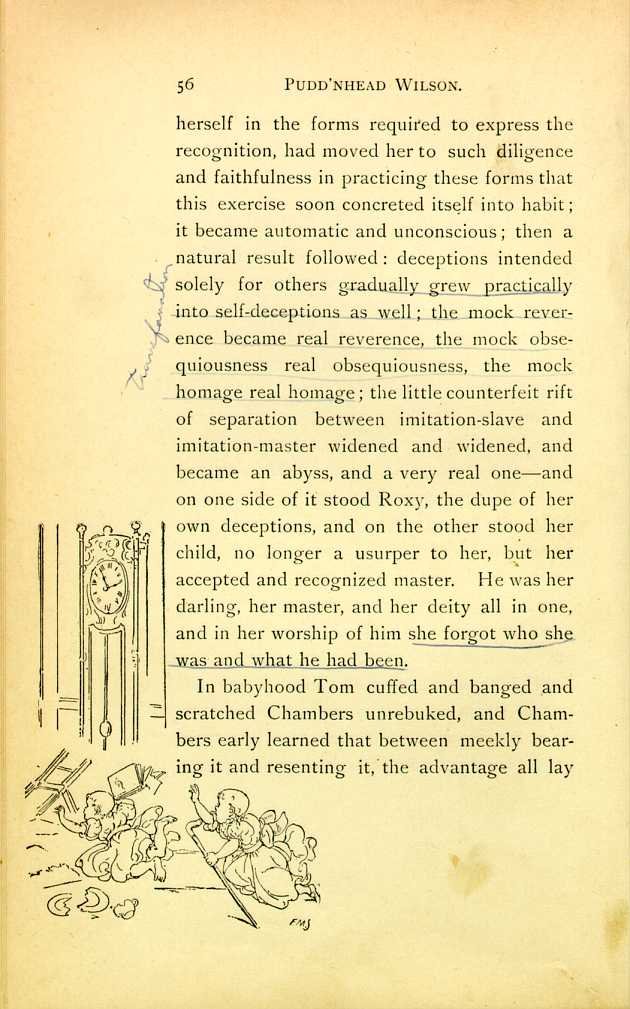 56 PUDD'NHEAD WILSON.
herself in the forms required to express the
recognition, had moved her to such diligence
and faithfulness in practicing these forms that
this exercise soon concreted itself into habit;
it became automatic and unconscious; then a
natural result followed: deceptions intended
solely for others gradually grew practically
into self-deceptions as well; the mock rever-
ence became real reverence, the mock obse-
quiousness real obsequiousness, the mock
homage real homage; the little counterfeit rift
of separation between imitation-slave and
imitation-master widened and widened, and
became an abyss, and a very real one—and
on one side of it stood Roxy, the dupe of her
own deceptions, and on the other stood her
child, no longer a usurper to her, but her
accepted and recognized master. He was her
darling, her master, and her deity all in one,
and in her worship of him she forgot who she
was and what he had been.
In babyhood Tom cuffed and banged and
scratched Chambers unrebuked, and Cham-
bers early learned that between meekly bear-
ing it and resenting it, the advantage all lay
transformation
FMS